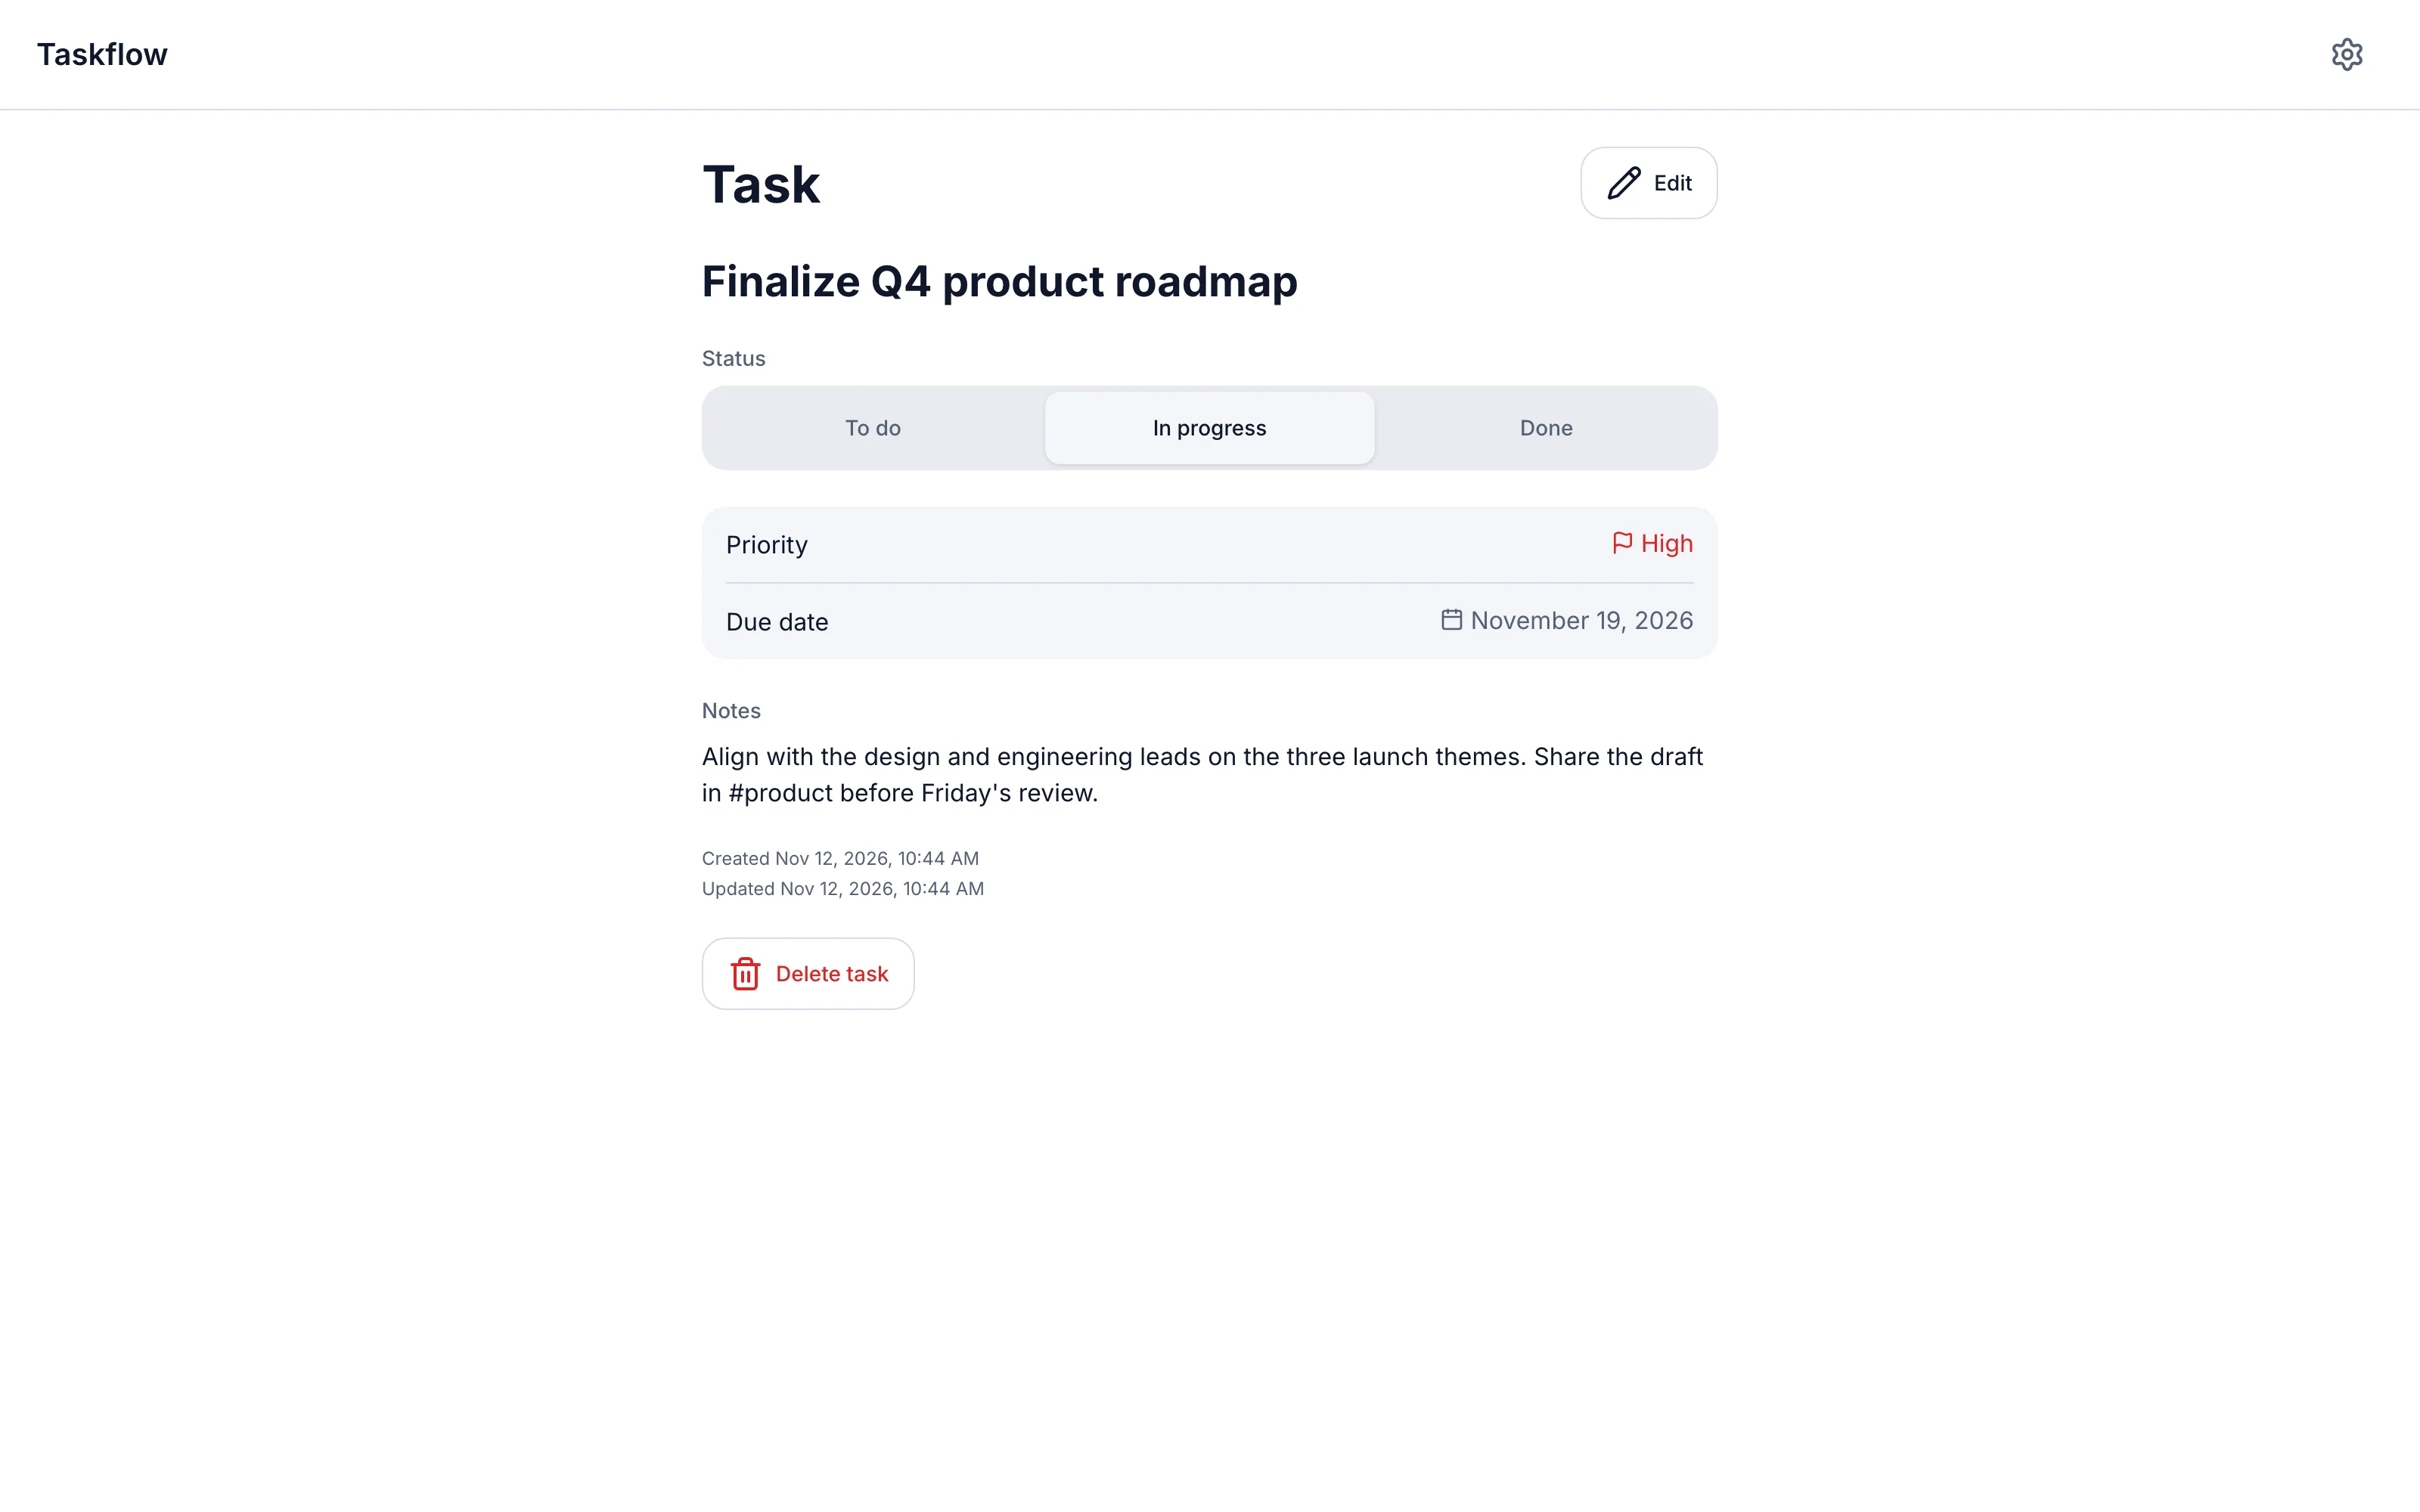 Taskflow
Task
Edit
Finalize Q4 product roadmap
Status
To do
In progress
Done
Priority
High
Due date
November 19, 2026
Notes
Align with the design and engineering leads on the three launch themes. Share the draft
in #product before Friday's review.
Created Nov 12, 2026, 10:44 AM
Updated Nov 12, 2026, 10:44 AM
Delete task